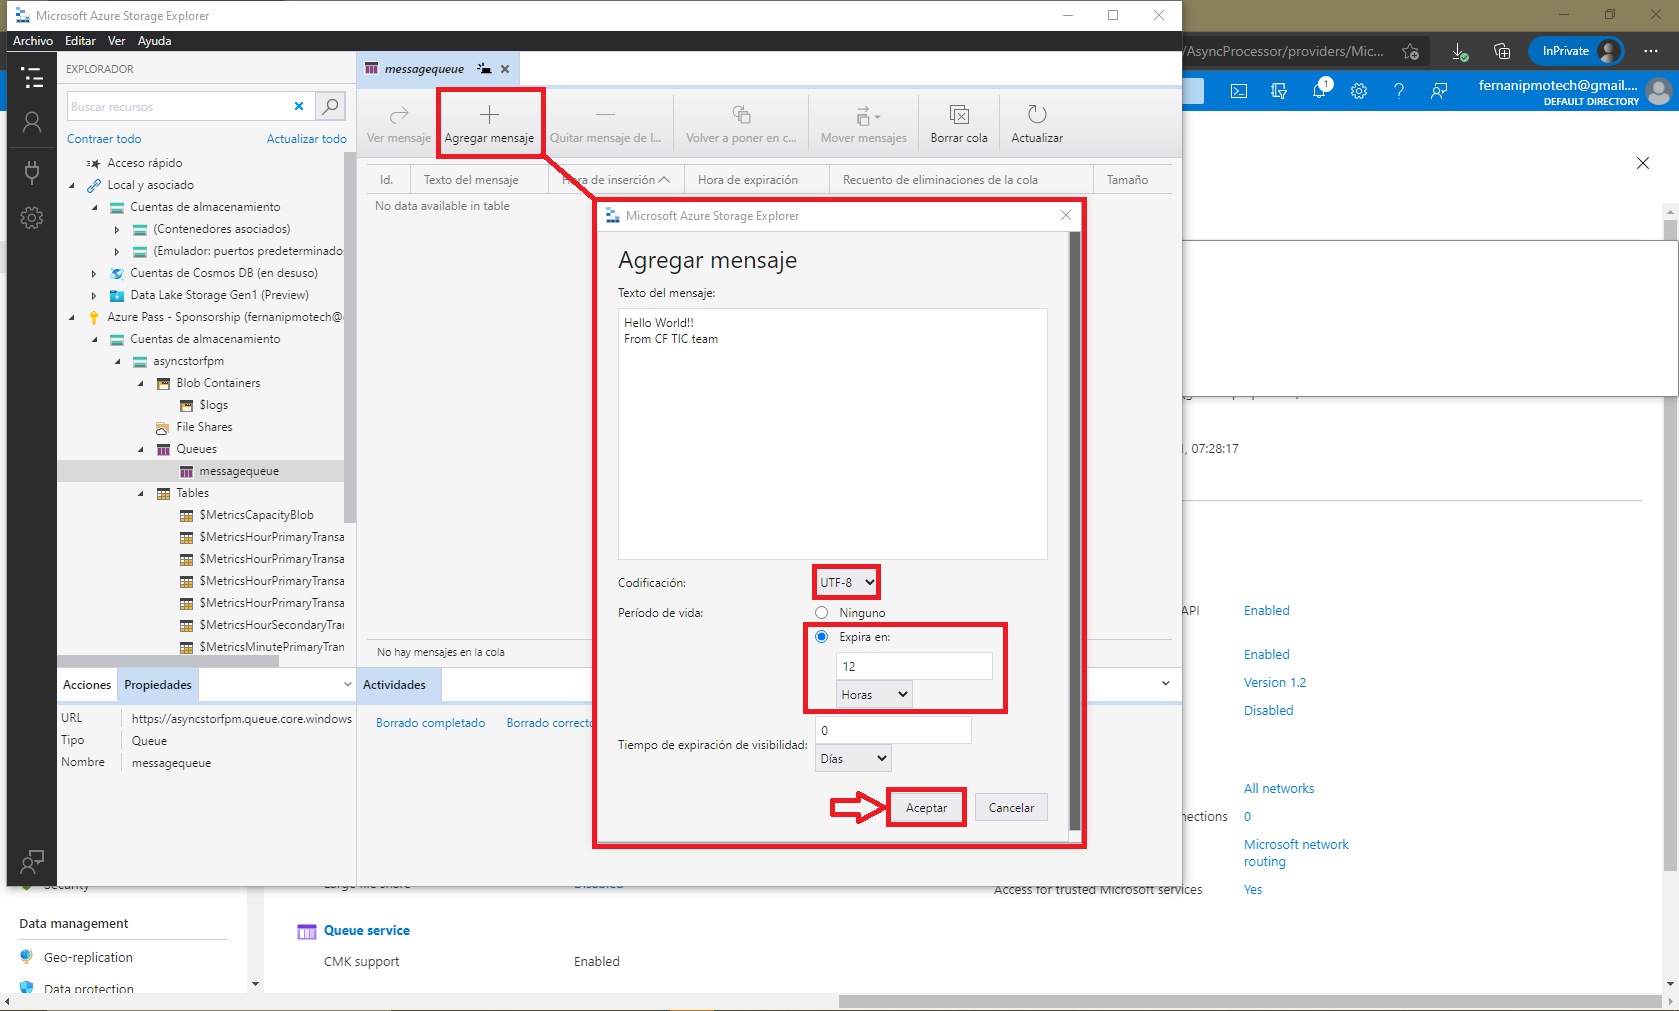 Microsoft Azure Storage Explorer
Archivo Editar Ver Ayuda
EXPLORADOR
Buscar recursos
Contraer todo Actualizar todo
Acceso rápido
Local y asociado
Cuentas de almacenamiento
(Contenedores asociados)
(Emulador: puertos predeterminados
Cuentas de Cosmos DB (en desuso)
Data Lake Storage Gen1 (Preview)
Azure Pass - Sponsorship (fernanipmotech@
Cuentas de almacenamiento
asyncstorfpm
Blob Containers
$logs
File Shares
Queues
messagequeue
Tables
$MetricsCapacityBlob
$MetricsHourPrimaryTransa
$MetricsHourPrimaryTransa
$MetricsHourPrimaryTransa
$MetricsHourPrimaryTransa
$MetricsHourSecondaryTrar
$MetricsMinutePrimaryTran
Acciones Propiedades
URL https://asyncstorfpm.queue.core.windows
Tipo Queue
Nombre messagequeue
messagequeue
Ver mensaje Agregar mensaje Quitar mensaje de l... Volver a poner en c... Mover mensajes Borrar cola Actualizar
Id. Texto del mensaje Hora de inserción Hora de expiración Recuento de eliminaciones de la cola Tamaño
No data available in table
No hay mensajes en la cola
Actividades
Borrado completado Borrado correcto
Microsoft Azure Storage Explorer
Agregar mensaje
Texto del mensaje:
Hello World!!
From CF TIC team
Codificación: UTF-8
Período de vida: Ninguno
Expira en:
12
Horas
0
Tiempo de expiración de visibilidad:
Días
Aceptar Cancelar
/AsyncProcessor/providers/Mic...
InPrivate
1
fernanipmotech@gmail....
DEFAULT DIRECTORY
, 07:28:17
API Enabled
Enabled
Version 1.2
Disabled
All networks
nections 0
Microsoft network
routing
Access for trusted Microsoft services Yes
Security
Large file share Disabled
Data management
Geo-replication
Data protection
Queue service
CMK support Enabled